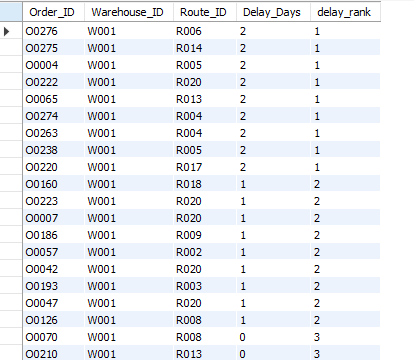 Order_ID Warehouse_ID Route_ID Delay_Days delay_rank
O0276 W001 R006 2 1
O0275 W001 R014 2 1
O0004 W001 R005 2 1
O0222 W001 R020 2 1
O0065 W001 R013 2 1
O0274 W001 R004 2 1
O0263 W001 R004 2 1
O0238 W001 R005 2 1
O0220 W001 R017 2 1
O0160 W001 R018 1 2
O0223 W001 R020 1 2
O0007 W001 R020 1 2
O0186 W001 R009 1 2
O0057 W001 R002 1 2
O0042 W001 R020 1 2
O0193 W001 R003 1 2
O0047 W001 R020 1 2
O0126 W001 R008 1 2
O0070 W001 R008 0 3
O0210 W001 R013 0 3